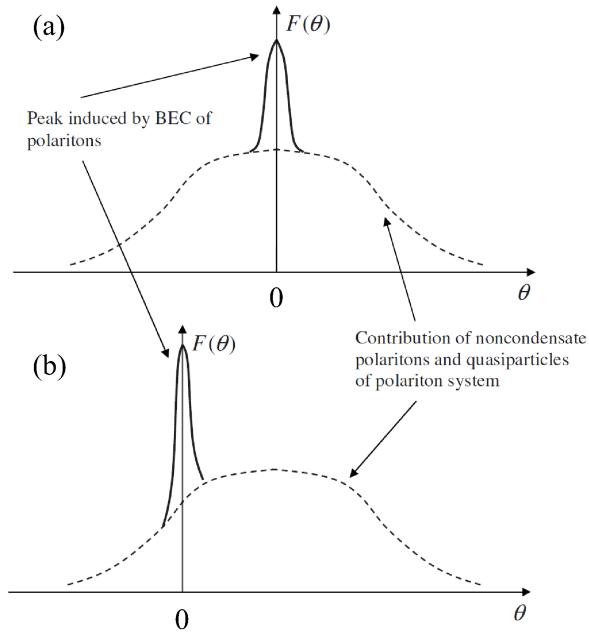 (a)
F(θ)
Peak induced by BEC of
polaritons
0
θ
Contribution of noncondensate
polaritons and quasiparticles
of polariton system
(b)
F(θ)
0
θ